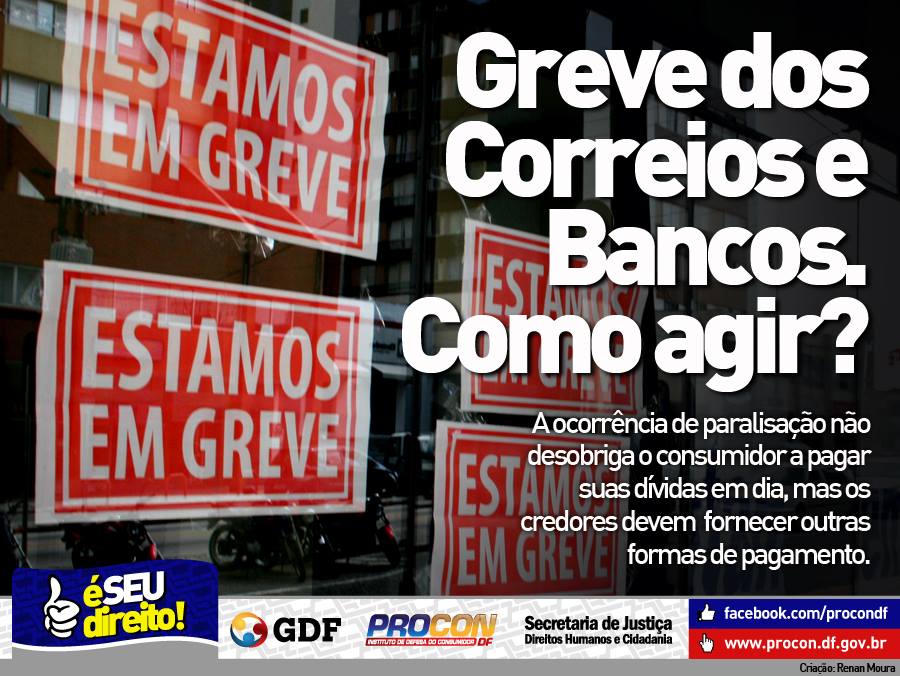 ESTAMOS
EM GREVE
ESTAMOS
EM GREVE
ESTAMOS
EM GREVE
ESTAMOS
EM GREVE
Greve dos
Correios e
Bancos.
Como agir?
A ocorrência de paralisação não
desobriga o consumidor a pagar
suas dívidas em dia, mas os
credores devem fornecer outras
formas de pagamento.
é SEU
direito!
GDF
PROCON DF
INSTITUTO DE DEFESA DO CONSUMIDOR
Secretaria de Justiça
Direitos Humanos e Cidadania
facebook.com/procondf
www.procon.df.gov.br
Criação: Renan Moura